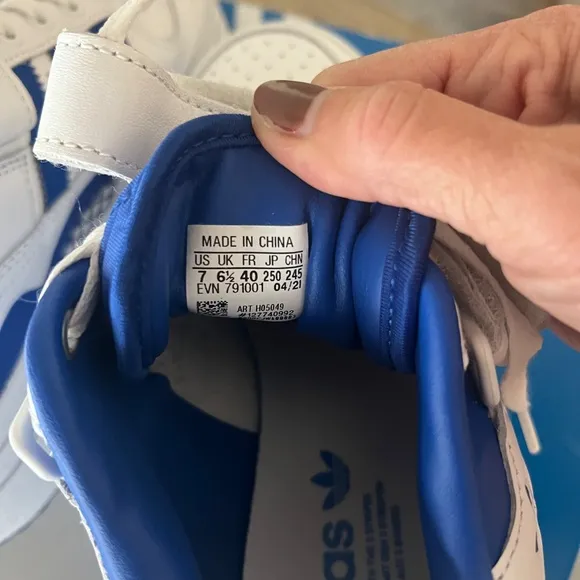 MADE IN CHINA
US UK FR JP CHN
7 6½ 40 250 245
EVN 791001 04/21
ART H05049
#127740992